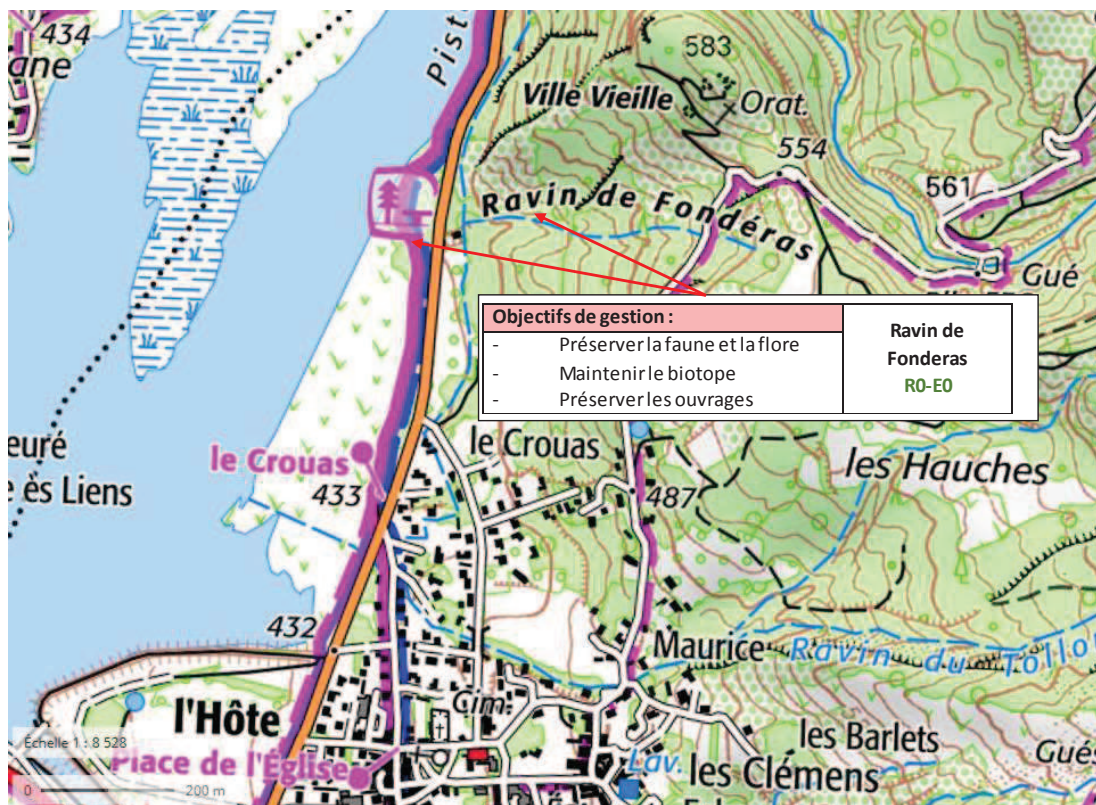 434
ane
Pist
583
Ville Vieille
Orat.
554
561
Ravin de Fondéras
Gué
Objectifs de gestion :
- Préserver la faune et la flore
- Maintenir le biotope
- Préserver les ouvrages
Ravin de
Fonderas
R0-E0
le Crouas
le Crouas
433
487
les Hauches
euré
ès Liens
432
Maurice
Ravin du Tollo
l'Hôte
Cim.
Échelle 1 : 8 528
Place de l'Église
0 200 m
les Barlets
Gués
Lav.
les Clémens